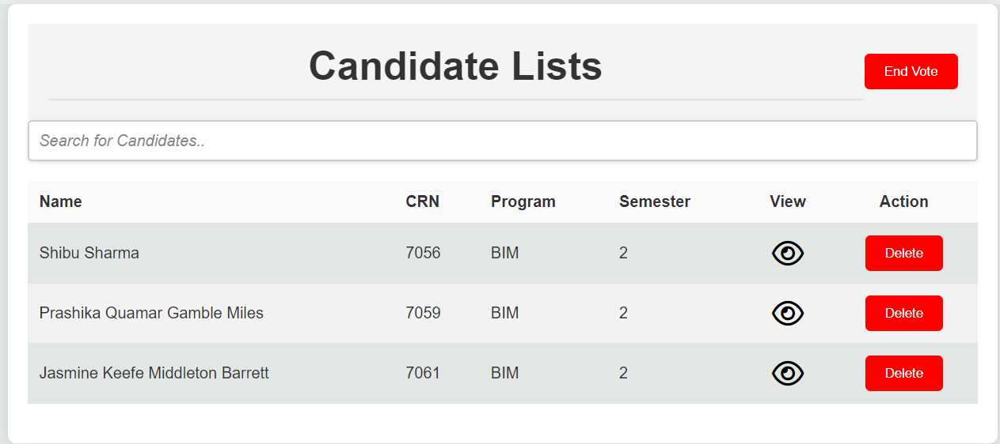 Candidate Lists
End Vote
Search for Candidates..
Name CRN Program Semester View Action
Shibu Sharma 7056 BIM 2 Delete
Prashika Quamar Gamble Miles 7059 BIM 2 Delete
Jasmine Keefe Middleton Barrett 7061 BIM 2 Delete